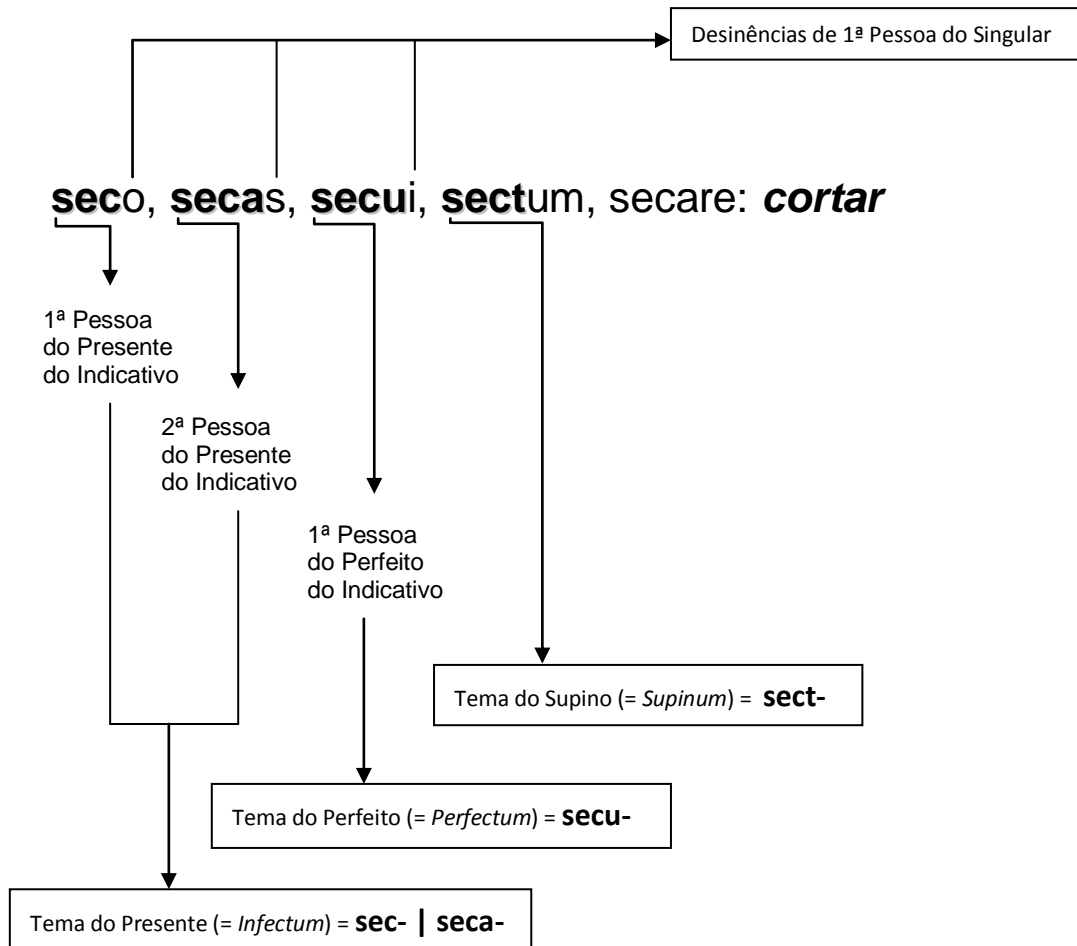 Desinências de 1ª Pessoa do Singular
seco, secas, secui, sectum, secare: cortar
1ª Pessoa
do Presente
do Indicativo
2ª Pessoa
do Presente
do Indicativo
1ª Pessoa
do Perfeito
do Indicativo
Tema do Supino (= Supinum) = sect-
Tema do Perfeito (= Perfectum) = secu-
Tema do Presente (= Infectum) = sec- | seca-